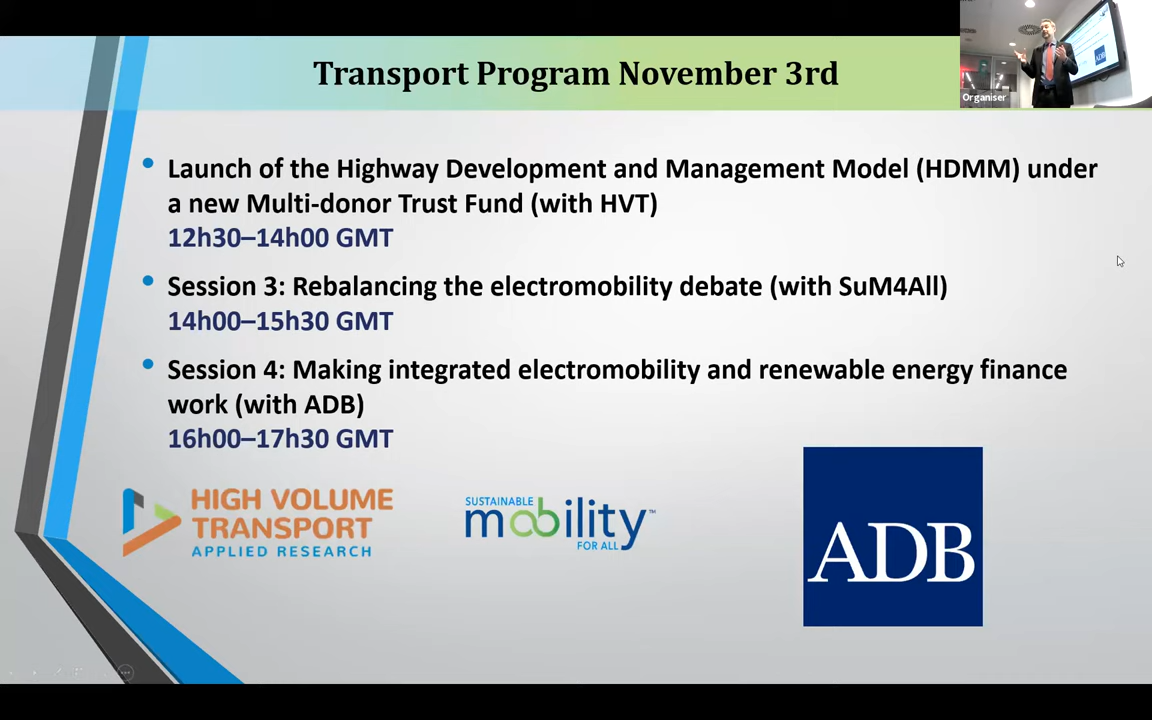 Transport Program November 3rd
Organiser
ADB
• Launch of the Highway Development and Management Model (HDMM) under
a new Multi-donor Trust Fund (with HVT)
12h30–14h00 GMT
• Session 3: Rebalancing the electromobility debate (with SuM4All)
14h00–15h30 GMT
• Session 4: Making integrated electromobility and renewable energy finance
work (with ADB)
16h00–17h30 GMT
HIGH VOLUME
TRANSPORT
APPLIED RESEARCH
SUSTAINABLE
mobility™
FOR ALL
ADB